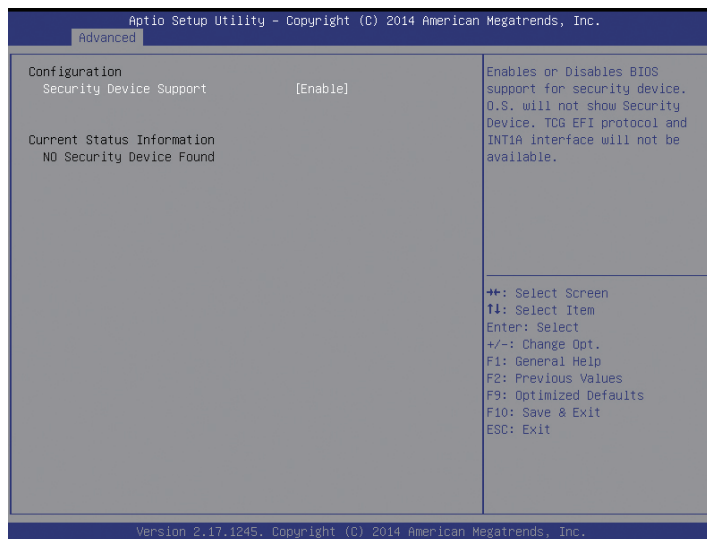 Aptio Setup Utility – Copyright (C) 2014 American Megatrends, Inc.
Advanced
Configuration
Security Device Support [Enable]
Current Status Information
NO Security Device Found
Enables or Disables BIOS
support for security device.
O.S. will not show Security
Device. TCG EFI protocol and
INT1A interface will not be
available.
→←: Select Screen
↑↓: Select Item
Enter: Select
+/-: Change Opt.
F1: General Help
F2: Previous Values
F9: Optimized Defaults
F10: Save & Exit
ESC: Exit
Version 2.17.1245. Copyright (C) 2014 American Megatrends, Inc.